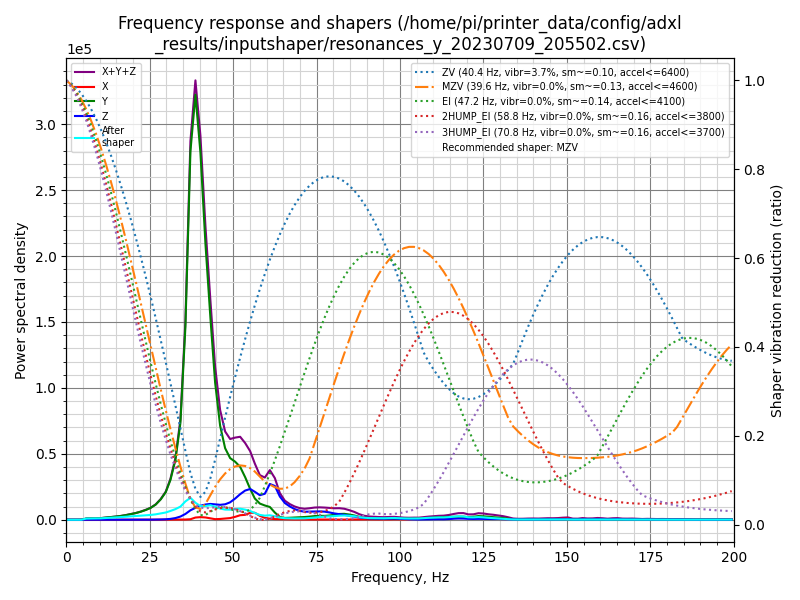 Frequency response and shapers (/home/pi/printer_data/config/adxl
_results/inputshaper/resonances_y_20230709_205502.csv)
1e5
X+Y+Z
X
Y
Z
After
shaper
ZV (40.4 Hz, vibr=3.7%, sm~=0.10, accel<=6400)
MZV (39.6 Hz, vibr=0.0%, sm~=0.13, accel<=4600)
EI (47.2 Hz, vibr=0.0%, sm~=0.14, accel<=4100)
2HUMP_EI (58.8 Hz, vibr=0.0%, sm~=0.16, accel<=3800)
3HUMP_EI (70.8 Hz, vibr=0.0%, sm~=0.16, accel<=3700)
Recommended shaper: MZV
Power spectral density
3.0
2.5
2.0
1.5
1.0
0.5
0.0
1.0
0.8
0.6
0.4
0.2
0.0
Shaper vibration reduction (ratio)
0 25 50 75 100 125 150 175 200
Frequency, Hz